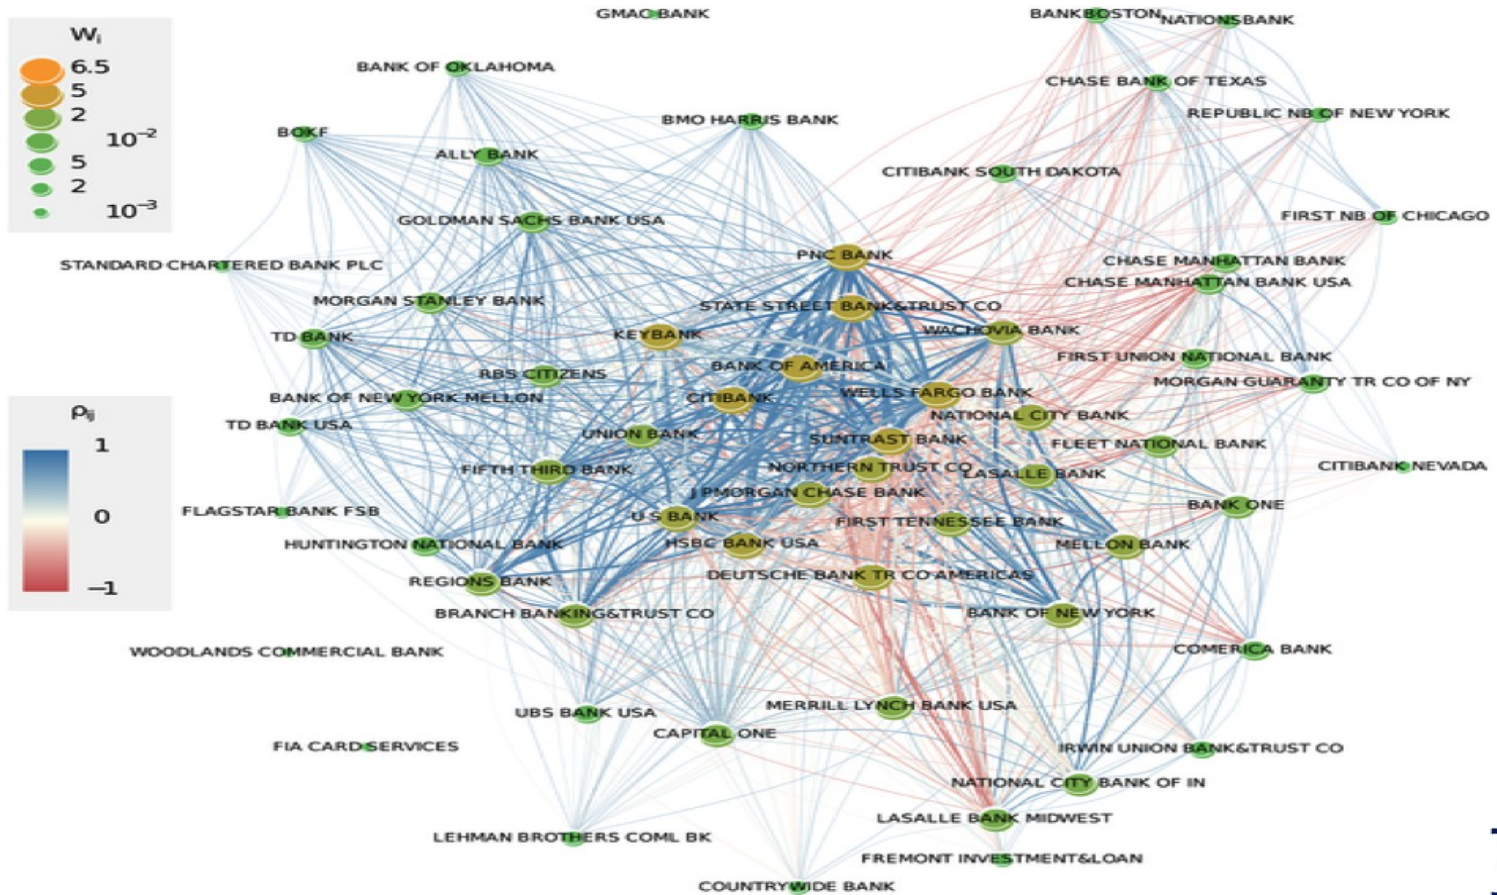 GMAC BANK
BANKBOSTON
NATIONSBANK
Wi
6.5
5
2
10−2
5
2
10−3
BANK OF OKLAHOMA
CHASE BANK OF TEXAS
REPUBLIC NB OF NEW YORK
BOKF
BMO HARRIS BANK
ALLY BANK
CITIBANK SOUTH DAKOTA
GOLDMAN SACHS BANK USA
FIRST NB OF CHICAGO
STANDARD CHARTERED BANK PLC
PNC BANK
CHASE MANHATTAN BANK
CHASE MANHATTAN BANK USA
MORGAN STANLEY BANK
STATE STREET BANK&TRUST CO
TD BANK
KEYBANK
WACHOVIA BANK
FIRST UNION NATIONAL BANK
RBS CITIZENS
BANK OF AMERICA
MORGAN GUARANTY TR CO OF NY
BANK OF NEW YORK MELLON
CITIBANK
WELLS FARGO BANK
NATIONAL CITY BANK
TD BANK USA
UNION BANK
SUNTRAST BANK
FLEET NATIONAL BANK
FIFTH THIRD BANK
NORTHERN TRUST CO
LASALLE BANK
CITIBANK NEVADA
J PMORGAN CHASE BANK
FLAGSTAR BANK FSB
U S BANK
FIRST TENNESSEE BANK
BANK ONE
HUNTINGTON NATIONAL BANK
HSBC BANK USA
MELLON BANK
REGIONS BANK
DEUTSCHE BANK TR CO AMERICAS
BRANCH BANKING&TRUST CO
BANK OF NEW YORK
ρij
1
0
−1
WOODLANDS COMMERCIAL BANK
COMERICA BANK
UBS BANK USA
MERRILL LYNCH BANK USA
CAPITAL ONE
FIA CARD SERVICES
IRWIN UNION BANK&TRUST CO
NATIONAL CITY BANK OF IN
LASALLE BANK MIDWEST
LEHMAN BROTHERS COML BK
FREMONT INVESTMENT&LOAN
COUNTRYWIDE BANK